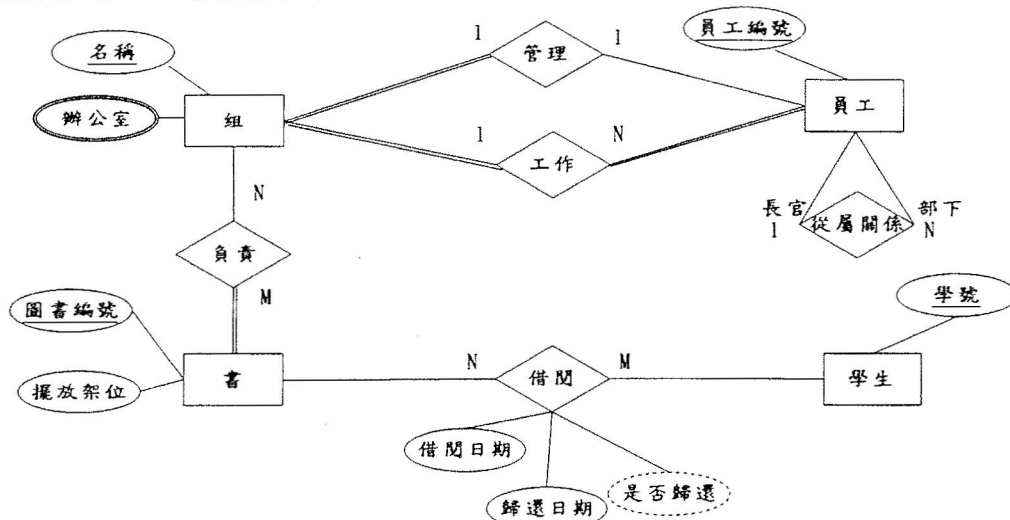 名稱
辦公室
組
1
管理
1
員工編號
員工
1
工作
N
長官
1
從屬關係
部下
N
N
負責
M
圖書編號
擺放架位
書
N
借閱
M
學號
學生
借閱日期
歸還日期
是否歸還